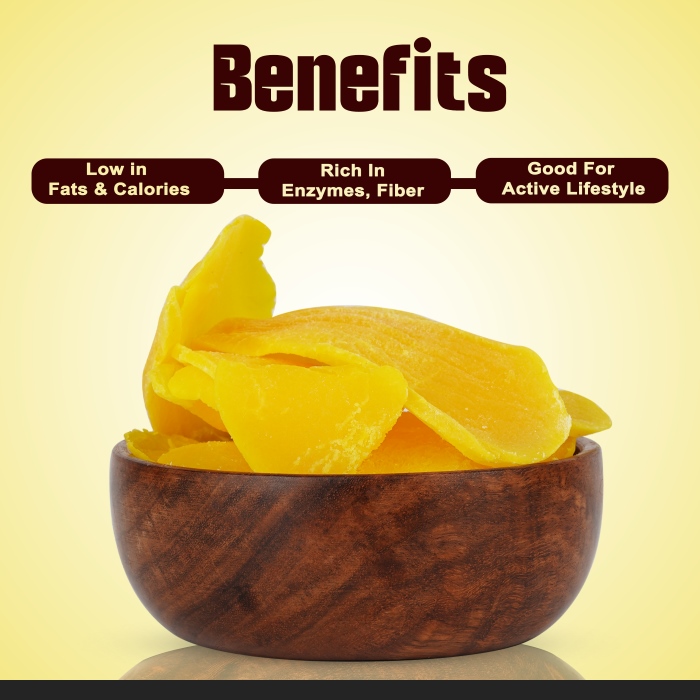 Benefits
Low in
Fats & Calories
Rich In
Enzymes, Fiber
Good For
Active Lifestyle